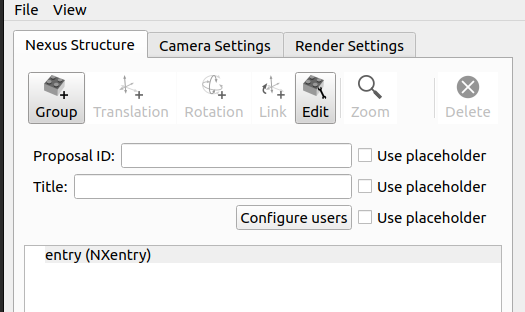 File View
Nexus Structure Camera Settings Render Settings
Group Translation Rotation Link Edit Zoom Delete
Proposal ID: Use placeholder
Title: Use placeholder
Configure users Use placeholder
entry (NXentry)